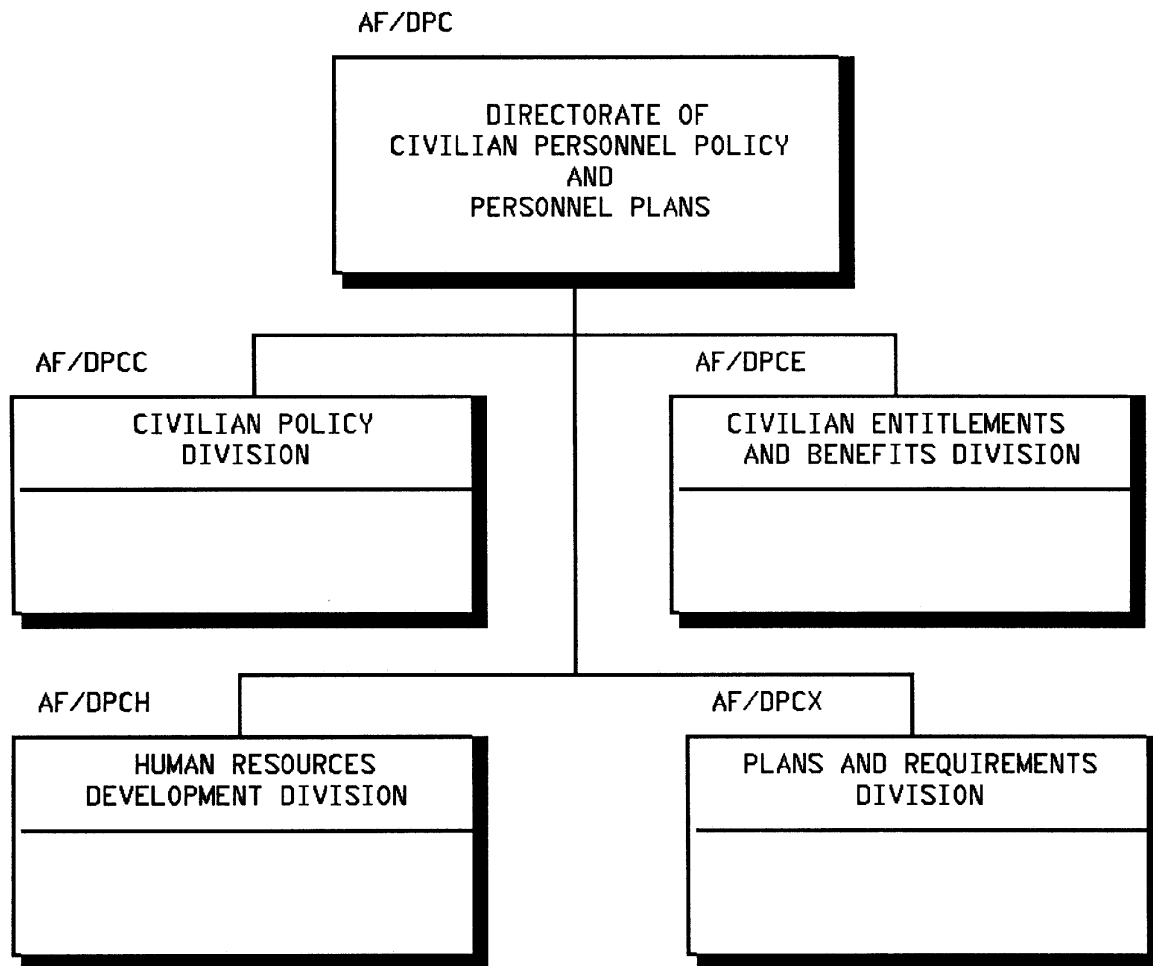 AF/DPC
DIRECTORATE OF
CIVILIAN PERSONNEL POLICY
AND
PERSONNEL PLANS
AF/DPCC
CIVILIAN POLICY
DIVISION
AF/DPCE
CIVILIAN ENTITLEMENTS
AND BENEFITS DIVISION
AF/DPCH
HUMAN RESOURCES
DEVELOPMENT DIVISION
AF/DPCX
PLANS AND REQUIREMENTS
DIVISION